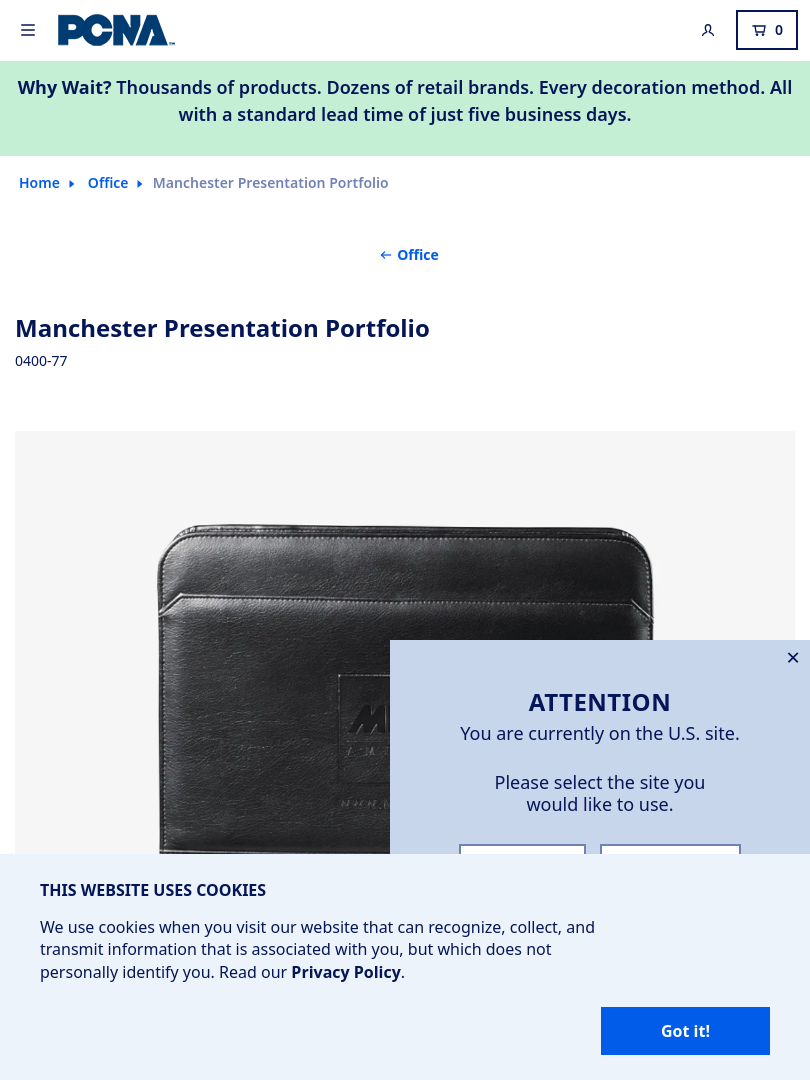 PCNA™
0
Why Wait? Thousands of products. Dozens of retail brands. Every decoration method. All
with a standard lead time of just five business days.
Home
Office
Manchester Presentation Portfolio
Office
Manchester Presentation Portfolio
0400-77
ATTENTION
You are currently on the U.S. site.
Please select the site you
would like to use.
THIS WEBSITE USES COOKIES
We use cookies when you visit our website that can recognize, collect, and
transmit information that is associated with you, but which does not
personally identify you. Read our Privacy Policy.
Got it!